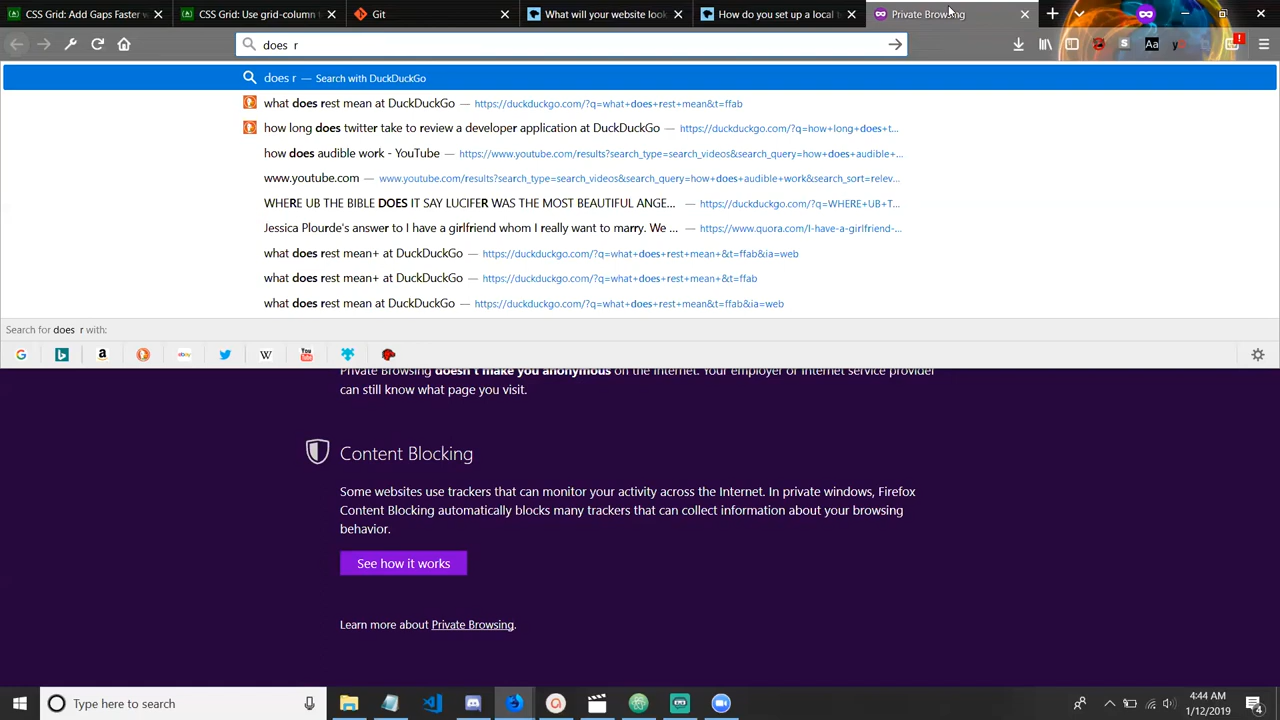 CSS Grid: Add Gaps Faster w
CSS Grid: Use grid-column t
Git
What will your website look
How do you set up a local t
Private Browsing
does  r
Aa
does r — Search with DuckDuckGo
what does rest mean at DuckDuckGo — https://duckduckgo.com/?q=what+does+rest+mean&t=ffab
how long does twitter take to review a developer application at DuckDuckGo — https://duckduckgo.com/?q=how+long+does+t...
how does audible work - YouTube — https://www.youtube.com/results?search_type=search_videos&search_query=how+does+audible+...
www.youtube.com — www.youtube.com/results?search_type=search_videos&search_query=how+does+audible+work&search_sort=relev...
WHERE UB THE BIBLE DOES IT SAY LUCIFER WAS THE MOST BEAUTIFUL ANGE... — https://duckduckgo.com/?q=WHERE+UB+T...
Jessica Plourde's answer to I have a girlfriend whom I really want to marry. We ... — https://www.quora.com/I-have-a-girlfriend-...
what does rest mean+ at DuckDuckGo — https://duckduckgo.com/?q=what+does+rest+mean+&t=ffab&ia=web
what does rest mean+ at DuckDuckGo — https://duckduckgo.com/?q=what+does+rest+mean+&t=ffab
what does rest mean at DuckDuckGo — https://duckduckgo.com/?q=what+does+rest+mean&t=ffab&ia=web
Search for does  r with:
Private Browsing doesn't make you anonymous on the Internet. Your employer or Internet service provider
can still know what page you visit.
Content Blocking
Some websites use trackers that can monitor your activity across the Internet. In private windows, Firefox
Content Blocking automatically blocks many trackers that can collect information about your browsing
behavior.
See how it works
Learn more about Private Browsing.
Type here to search
4:44 AM
1/12/2019
4